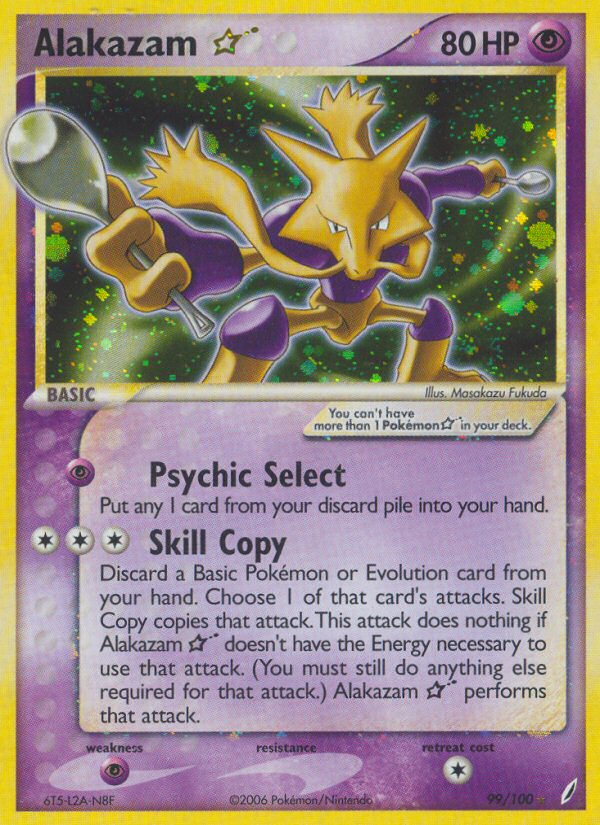 Alakazam ☆
80 HP
BASIC
Illus. Masakazu Fukuda
You can't have
more than 1 Pokémon ☆ in your deck.
Psychic Select
Put any 1 card from your discard pile into your hand.
Skill Copy
Discard a Basic Pokémon or Evolution card from
your hand. Choose 1 of that card's attacks. Skill
Copy copies that attack. This attack does nothing if
Alakazam ☆ doesn't have the Energy necessary to
use that attack. (You must still do anything else
required for that attack.) Alakazam ☆ performs
that attack.
weakness resistance retreat cost
6T5-L2A-N8F ©2006 Pokémon/Nintendo 99/100